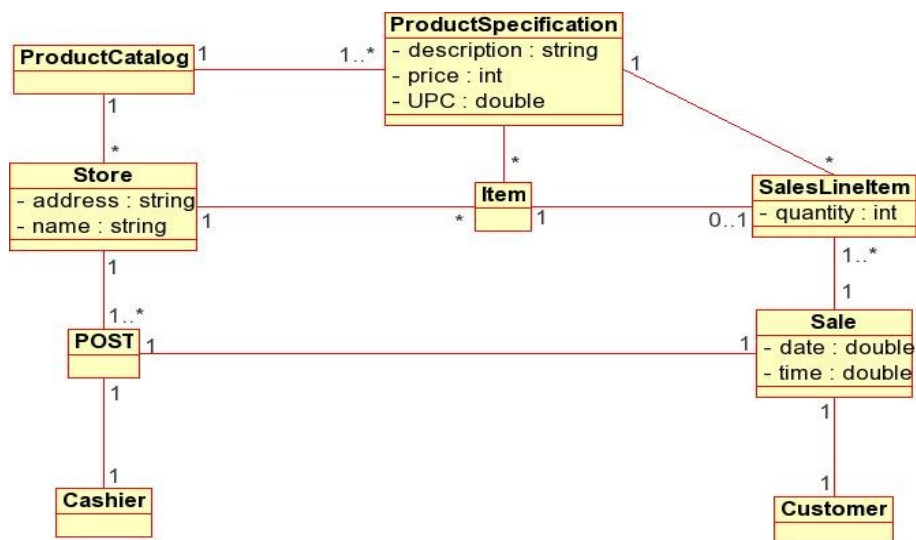 ProductSpecification
- description : string
- price : int
- UPC : double
ProductCatalog
1
1..*
1
1
*
*
*
Store
- address : string
- name : string
1
*
Item
1
0..1
SalesLineItem
- quantity : int
1
1..*
1..*
1
POST
1
1
Sale
- date : double
- time : double
1
1
1
1
Cashier
Customer